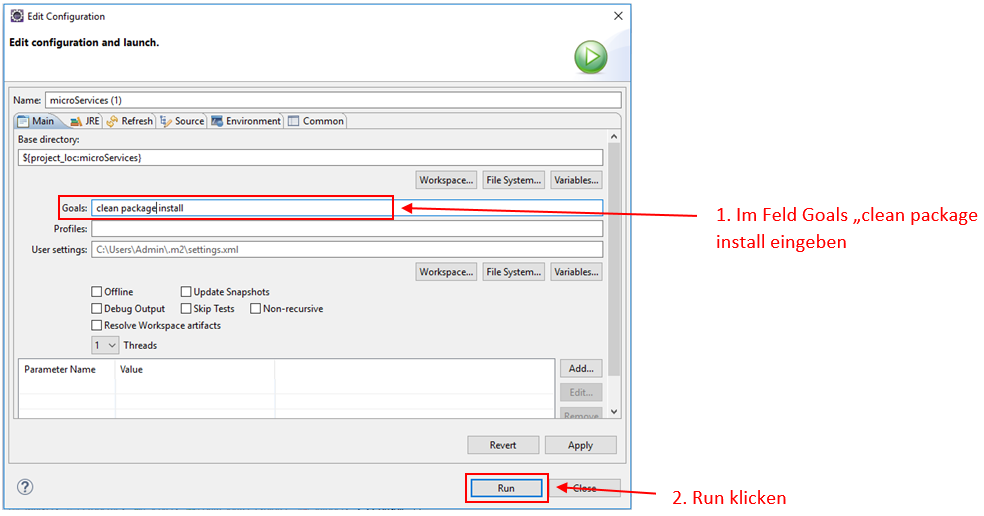 Edit Configuration
Edit configuration and launch.
Name: microServices (1)
Main JRE Refresh Source Environment Common
Base directory:
${project_loc:microServices}
Workspace... File System... Variables...
Goals: clean package install
Profiles:
User settings: C:\Users\Admin\.m2\settings.xml
Workspace... File System... Variables...
Offline Update Snapshots
Debug Output Skip Tests Non-recursive
Resolve Workspace artifacts
1 Threads
Parameter Name Value
Add...
Edit...
Remove
Revert Apply
Run Close
1. Im Feld Goals „clean package
install eingeben
2. Run klicken